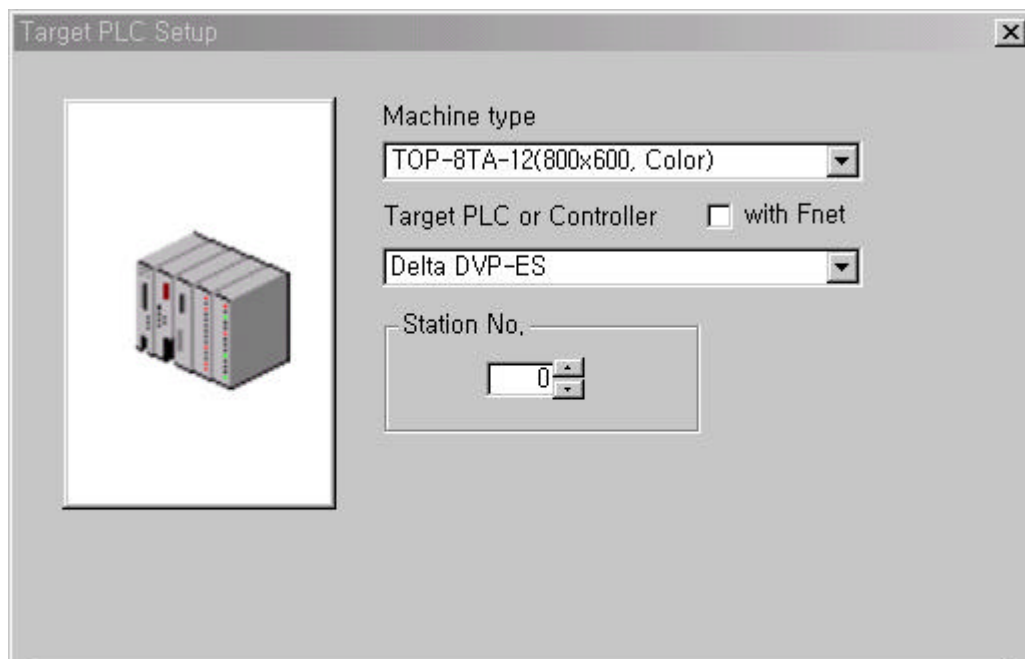 Target PLC Setup
Machine type
TOP-8TA-12(800x600, Color)
Target PLC or Controller with Fnet
Delta DVP-ES
Station No.
0